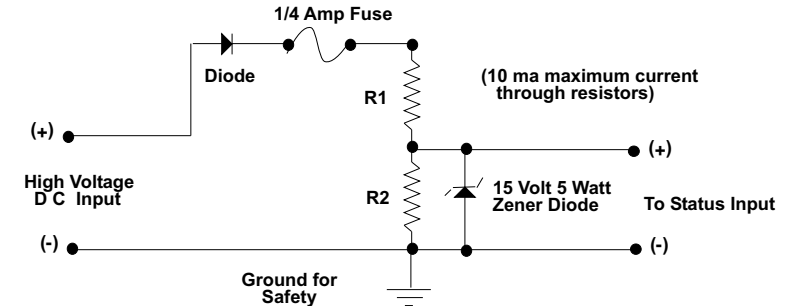 1/4 Amp Fuse
Diode
R1
(10 ma maximum current
through resistors)
(+)
(+)
High Voltage
D C Input
R2
15 Volt 5 Watt
Zener Diode
To Status Input
(-)
(-)
Ground for
Safety